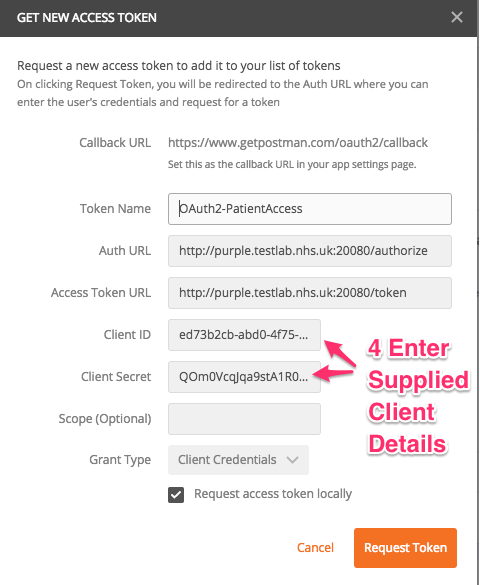 GET NEW ACCESS TOKEN
Request a new access token to add it to your list of tokens
On clicking Request Token, you will be redirected to the Auth URL where you can
enter the user's credentials and request for a token
Callback URL https://www.getpostman.com/oauth2/callback
Set this as the callback URL in your app settings page.
Token Name OAuth2-PatientAccess
Auth URL http://purple.testlab.nhs.uk:20080/authorize
Access Token URL http://purple.testlab.nhs.uk:20080/token
Client ID ed73b2cb-abd0-4f75-...
Client Secret QOm0VcqJqa9stA1R0...
4 Enter
Supplied
Client
Details
Scope (Optional)
Grant Type Client Credentials
Request access token locally
Cancel Request Token